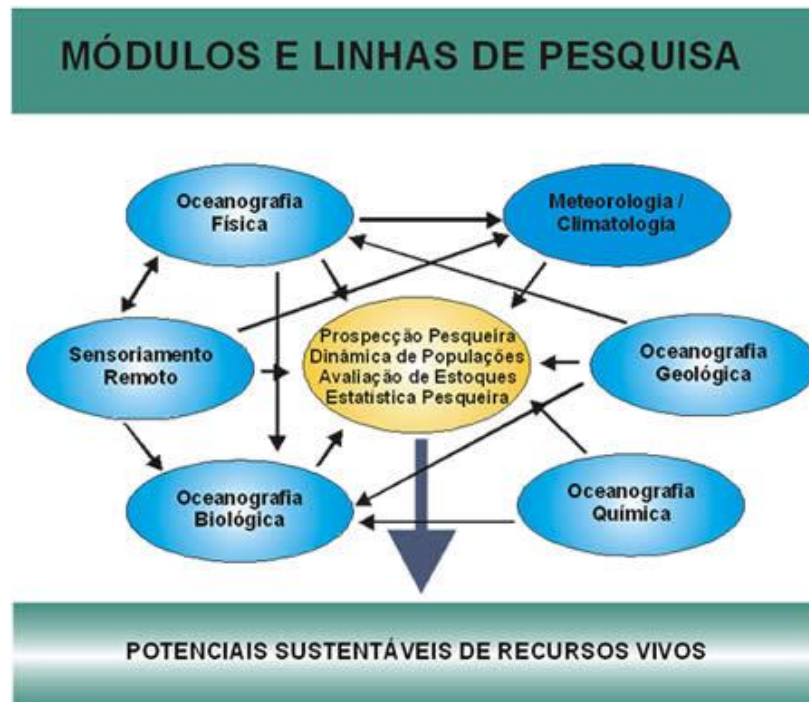 MÓDULOS E LINHAS DE PESQUISA
Oceanografia
Física
Meteorologia /
Climatologia
Sensoriamento
Remoto
Prospecção Pesqueira
Dinâmica de Populações
Avaliação de Estoques
Estatística Pesqueira
Oceanografia
Geológica
Oceanografia
Biológica
Oceanografia
Química
POTENCIAIS SUSTENTÁVEIS DE RECURSOS VIVOS